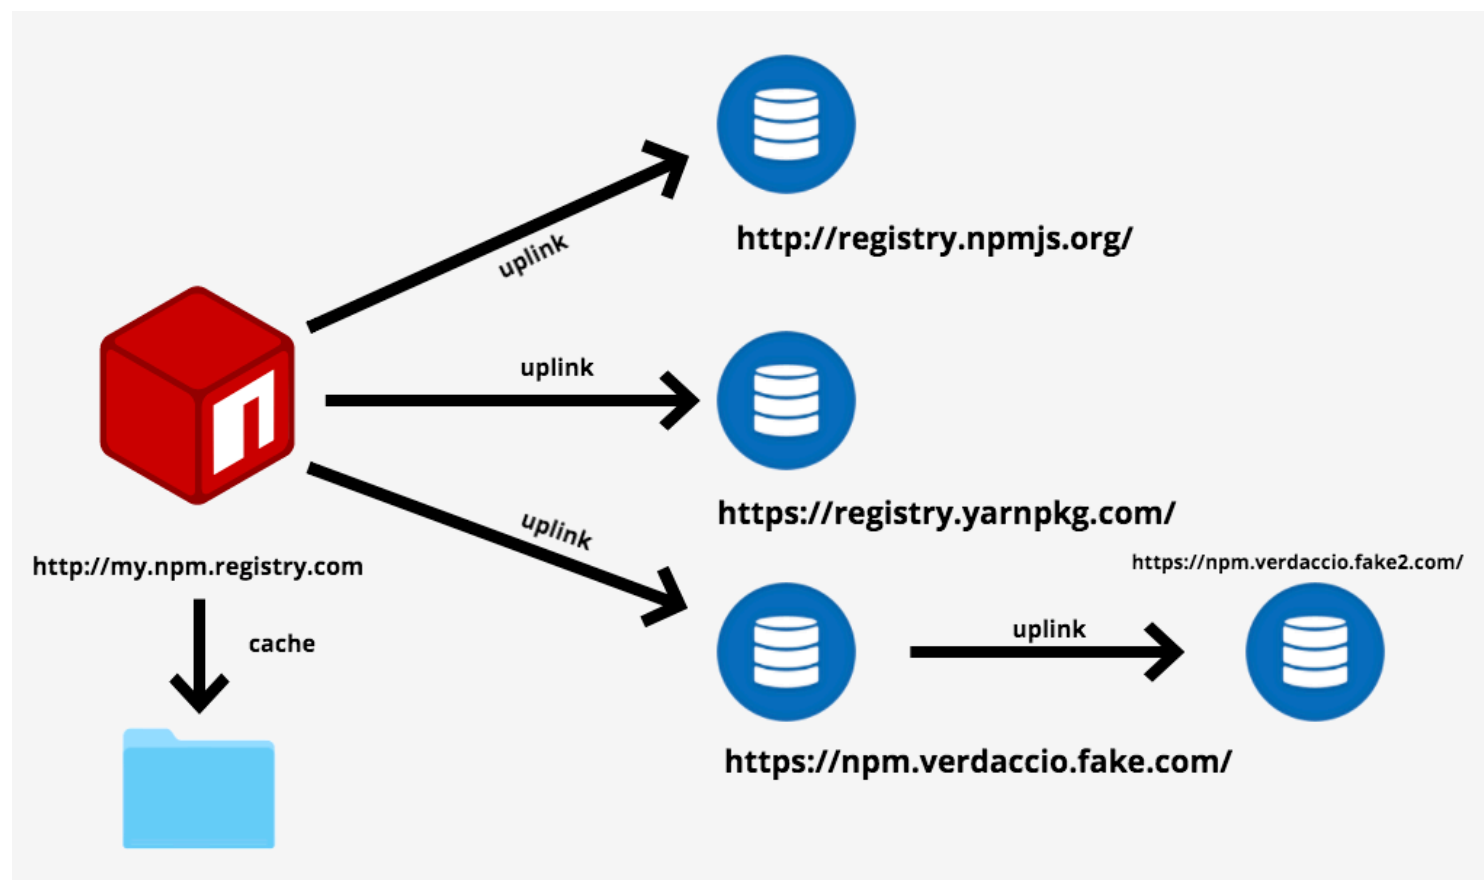 uplink
http://registry.npmjs.org/
uplink
https://registry.yarnpkg.com/
uplink
http://my.npm.registry.com
cache
https://npm.verdaccio.fake2.com/
uplink
https://npm.verdaccio.fake.com/